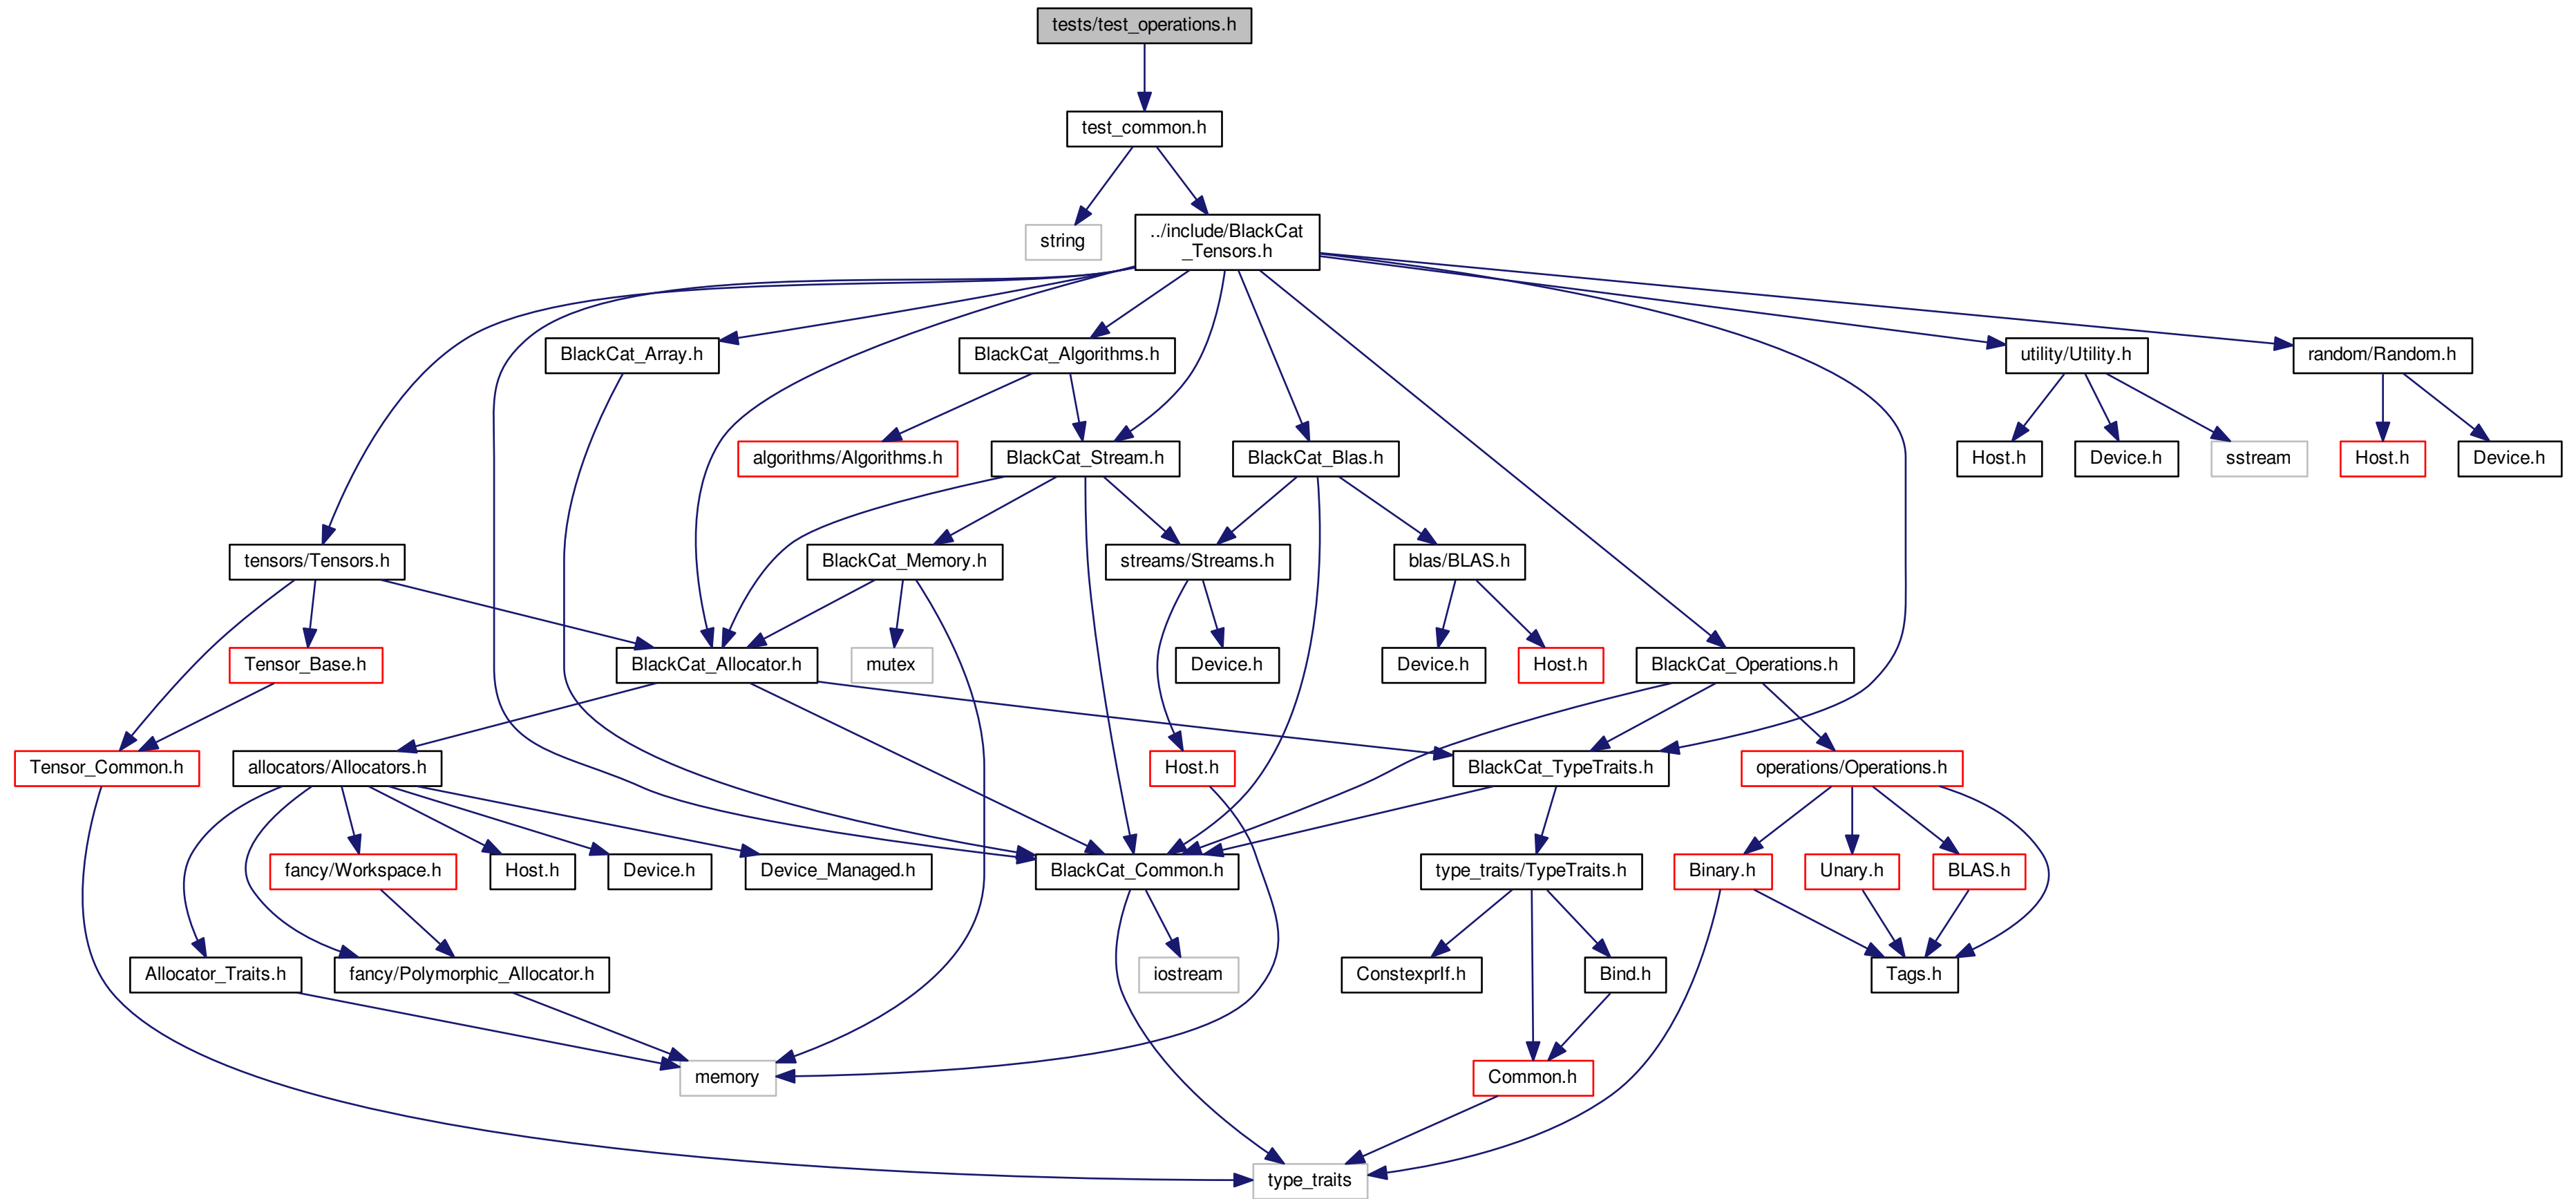 tests/test_operations.h
test_common.h
string
../include/BlackCat
_Tensors.h
BlackCat_Array.h
BlackCat_Algorithms.h
utility/Utility.h
random/Random.h
algorithms/Algorithms.h
BlackCat_Stream.h
BlackCat_Blas.h
Host.h
Device.h
sstream
Host.h
Device.h
tensors/Tensors.h
BlackCat_Memory.h
streams/Streams.h
blas/BLAS.h
Tensor_Base.h
BlackCat_Allocator.h
mutex
Device.h
Device.h
Host.h
BlackCat_Operations.h
Tensor_Common.h
allocators/Allocators.h
Host.h
BlackCat_TypeTraits.h
operations/Operations.h
fancy/Workspace.h
Host.h
Device.h
Device_Managed.h
BlackCat_Common.h
type_traits/TypeTraits.h
Binary.h
Unary.h
BLAS.h
Allocator_Traits.h
fancy/Polymorphic_Allocator.h
iostream
ConstexprIf.h
Bind.h
Tags.h
memory
Common.h
type_traits